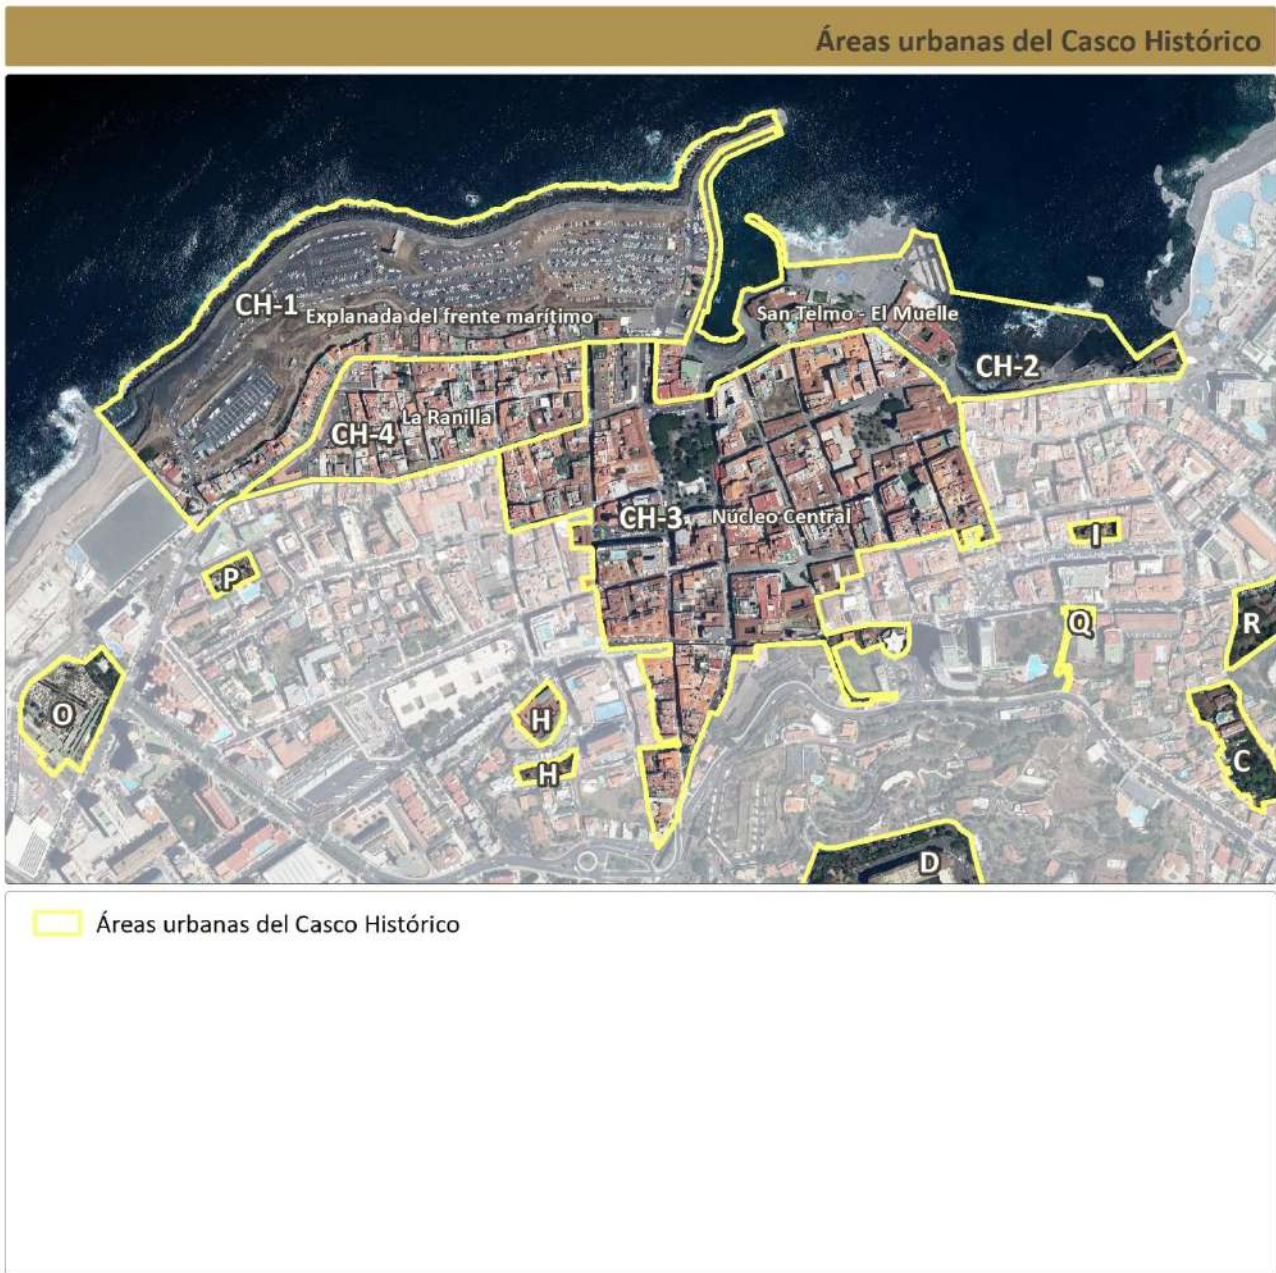 Áreas urbanas del Casco Histórico
CH-1
Explanada del frente marítimo
San Telmo - El Muelle
CH-2
La Ranilla
CH-4
CH-3
Núcleo Central
I
P
Q
R
O
H
H
C
D
Áreas urbanas del Casco Histórico